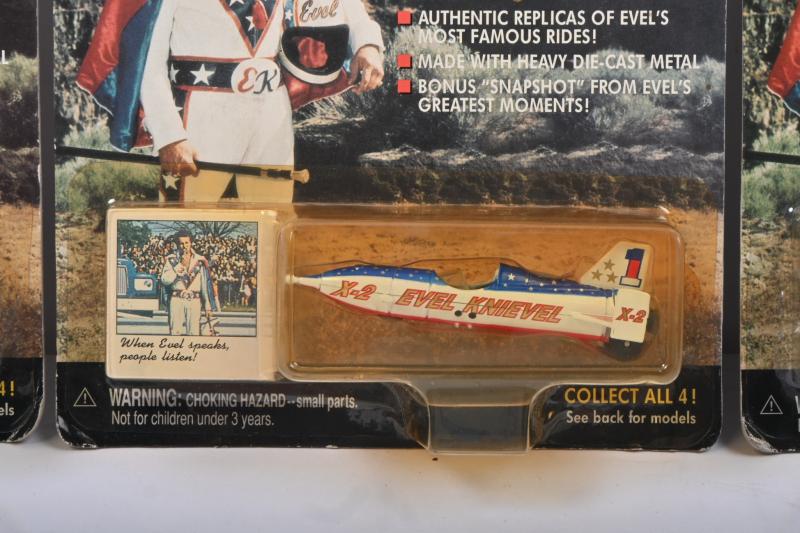 Evel
EK
AUTHENTIC REPLICAS OF EVEL'S
MOST FAMOUS RIDES!
MADE WITH HEAVY DIE-CAST METAL
BONUS "SNAPSHOT" FROM EVEL'S
GREATEST MOMENTS!
1
X-2
EVEL KNIEVEL
X-2
When Evel speaks,
people listen!
WARNING: CHOKING HAZARD--small parts.
Not for children under 3 years.
COLLECT ALL 4!
See back for models
4!
els